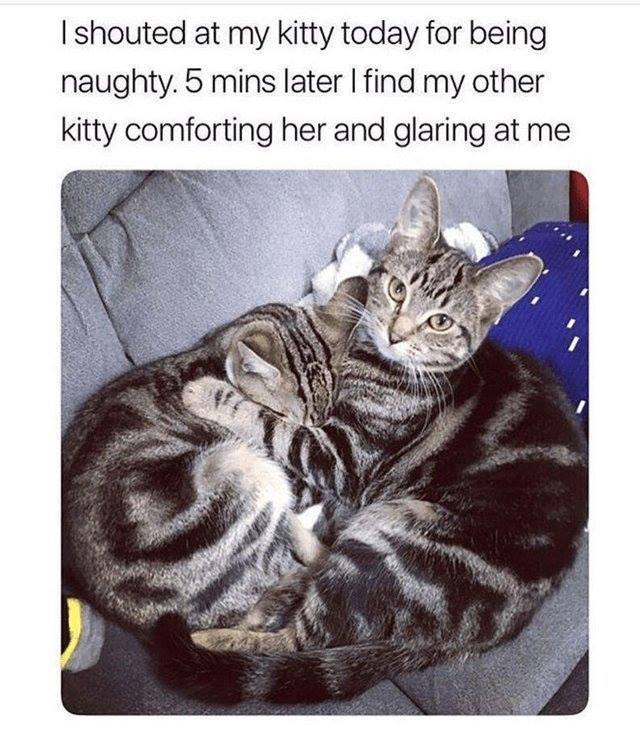 I shouted at my kitty today for being
naughty. 5 mins later I find my other
kitty comforting her and glaring at me